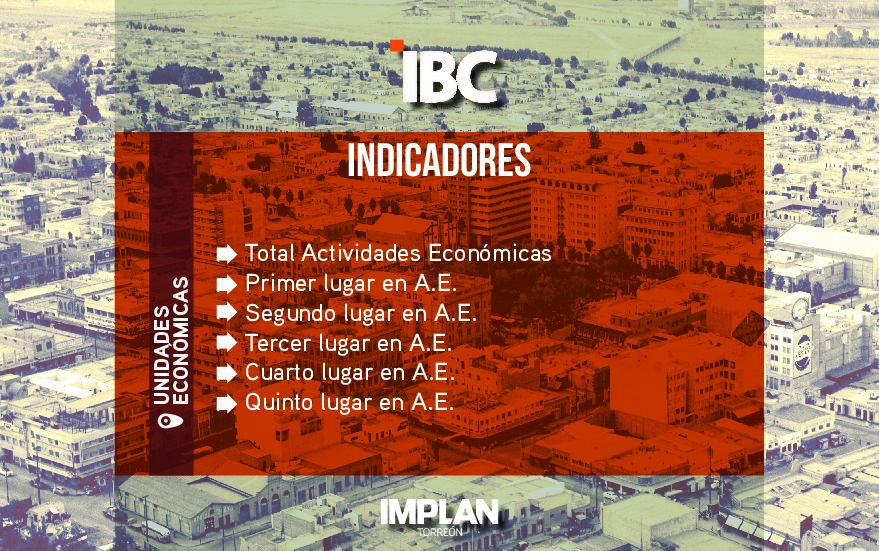 IBC
INDICADORES
UNIDADES
ECONÓMICAS
Total Actividades Económicas
Primer lugar en A.E.
Segundo lugar en A.E.
Tercer lugar en A.E.
Cuarto lugar en A.E.
Quinto lugar en A.E.
IMPLAN
TORREÓN